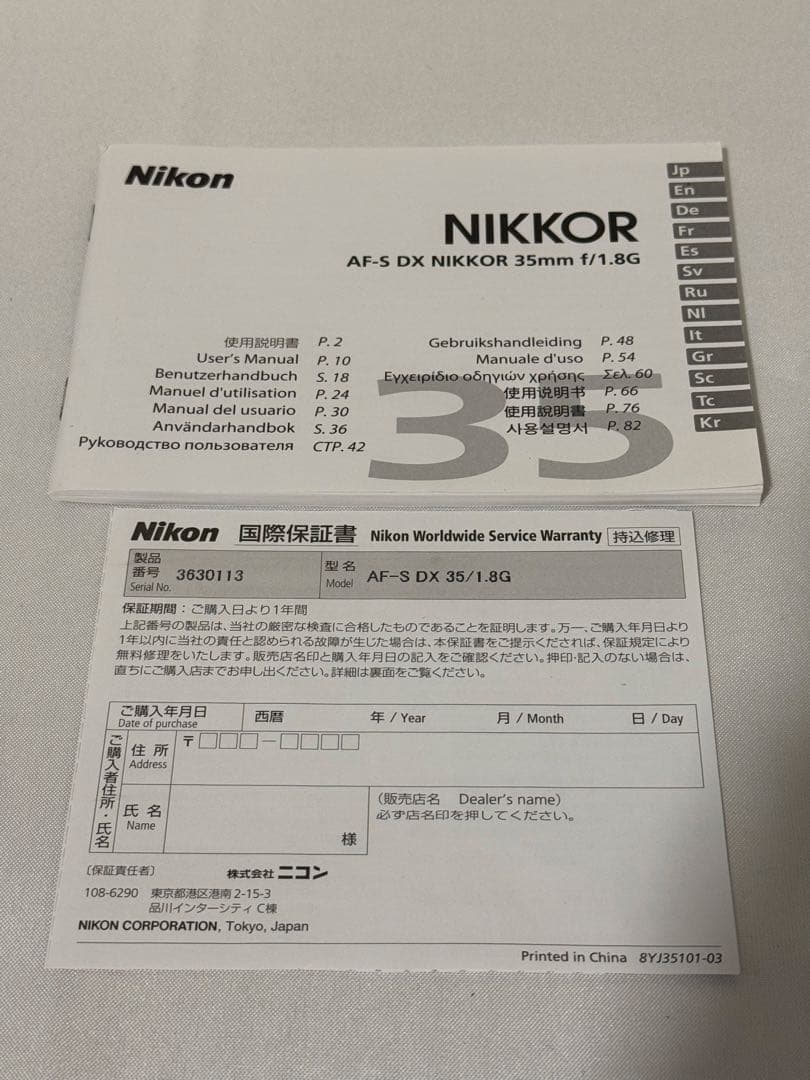 Nikon
NIKKOR
AF-S DX NIKKOR 35mm f/1.8G
Jp
En
De
Fr
Es
Sv
Ru
Nl
It
Gr
Sc
Tc
Kr
使用説明書 P. 2
User's Manual P. 10
Benutzerhandbuch S. 18
Manuel d'utilisation P. 24
Manual del usuario P. 30
Användarhandbok S. 36
Руководство пользователя СТР. 42
Gebruikshandleiding P. 48
Manuale d'uso P. 54
Εγχειρίδιο οδηγιών χρήσης Σελ. 60
使用说明书 P. 66
使用說明書 P. 76
사용설명서 P. 82
35
Nikon 国際保証書 Nikon Worldwide Service Warranty 持込修理
製品
番号 3630113
Serial No.
型名
Model AF-S DX 35/1.8G
保証期間:ご購入日より1年間
上記番号の製品は、当社の厳密な検査に合格したものであることを証明します。万一、ご購入年月日より
1年以内に当社の責任と認められる故障が生じた場合は、本保証書をご提示くだされば、保証規定により
無料修理をいたします。販売店名印と購入年月日の記入をご確認ください。押印・記入のない場合は、
直ちにご購入店までお申し出ください。詳細は裏面をご覧ください。
ご購入年月日
Date of purchase
西暦 年 / Year 月 / Month 日 / Day
ご購入者住所・氏名
住所
Address
〒□□□-□□□□
氏名
Name
様
(販売店名 Dealer's name)
必ず店名印を押してください。
〔保証責任者〕 株式会社ニコン
108-6290 東京都港区港南2-15-3
品川インターシティC棟
NIKON CORPORATION, Tokyo, Japan
Printed in China 8YJ35101-03